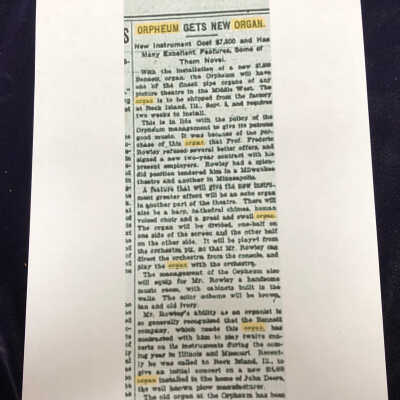 S
ORPHEUM GETS NEW ORGAN.
New Instrument Cost $7,500 and Has
Many Excellent Features, Some of
Them Novel.
With the installation of a new $7,500
Bennett organ, the Orpheum will have
one of the finest pipe organs of any
picture theatre in the Middle West. The
organ is to be shipped from the factory
at Rock Island, Ill., Sept. 1, and requires
two weeks to install.
This is in line with the policy of the
Orpheum management to give its patrons
good music. It was because of the pur-
chase of this organ that Prof. Frederic
Rowley refused several better offers, and
signed a new two-year contract with his
present employers. Rowley had a splen-
did position tendered him in a Milwaukee
theatre and another in Minneapolis.
A feature that will give the new instru-
ment greater effect will be an echo organ
in another part of the theatre. There will
also be a harp, cathedral chimes, human
voiced choir and a great and swell organ.
The organ will be divided, one-half on
one side of the screen and the other half
on the other side. It will be played from
the orchestra pit, so that Mr. Rowley can
direct the orchestra from the console, and
play the organ with the orchestra.
The management of the Orpheum also
will equip for Mr. Rowley a handsome
music room, with cabinets built in the
walls. The color scheme will be brown,
tan and old ivory.
Mr. Rowley's ability as an organist is
so generally recognized that the Bennett
company, which made this organ, has
contracted with him to play twelve con-
certs on its instruments during the com-
ing year in Illinois and Missouri. Recent-
ly he was called to Rock Island, Ill., to
give an initial concert on a new
organ installed in the home of John Deere,
the well known plow manufacturer.
The old organ at the Orpheum has been